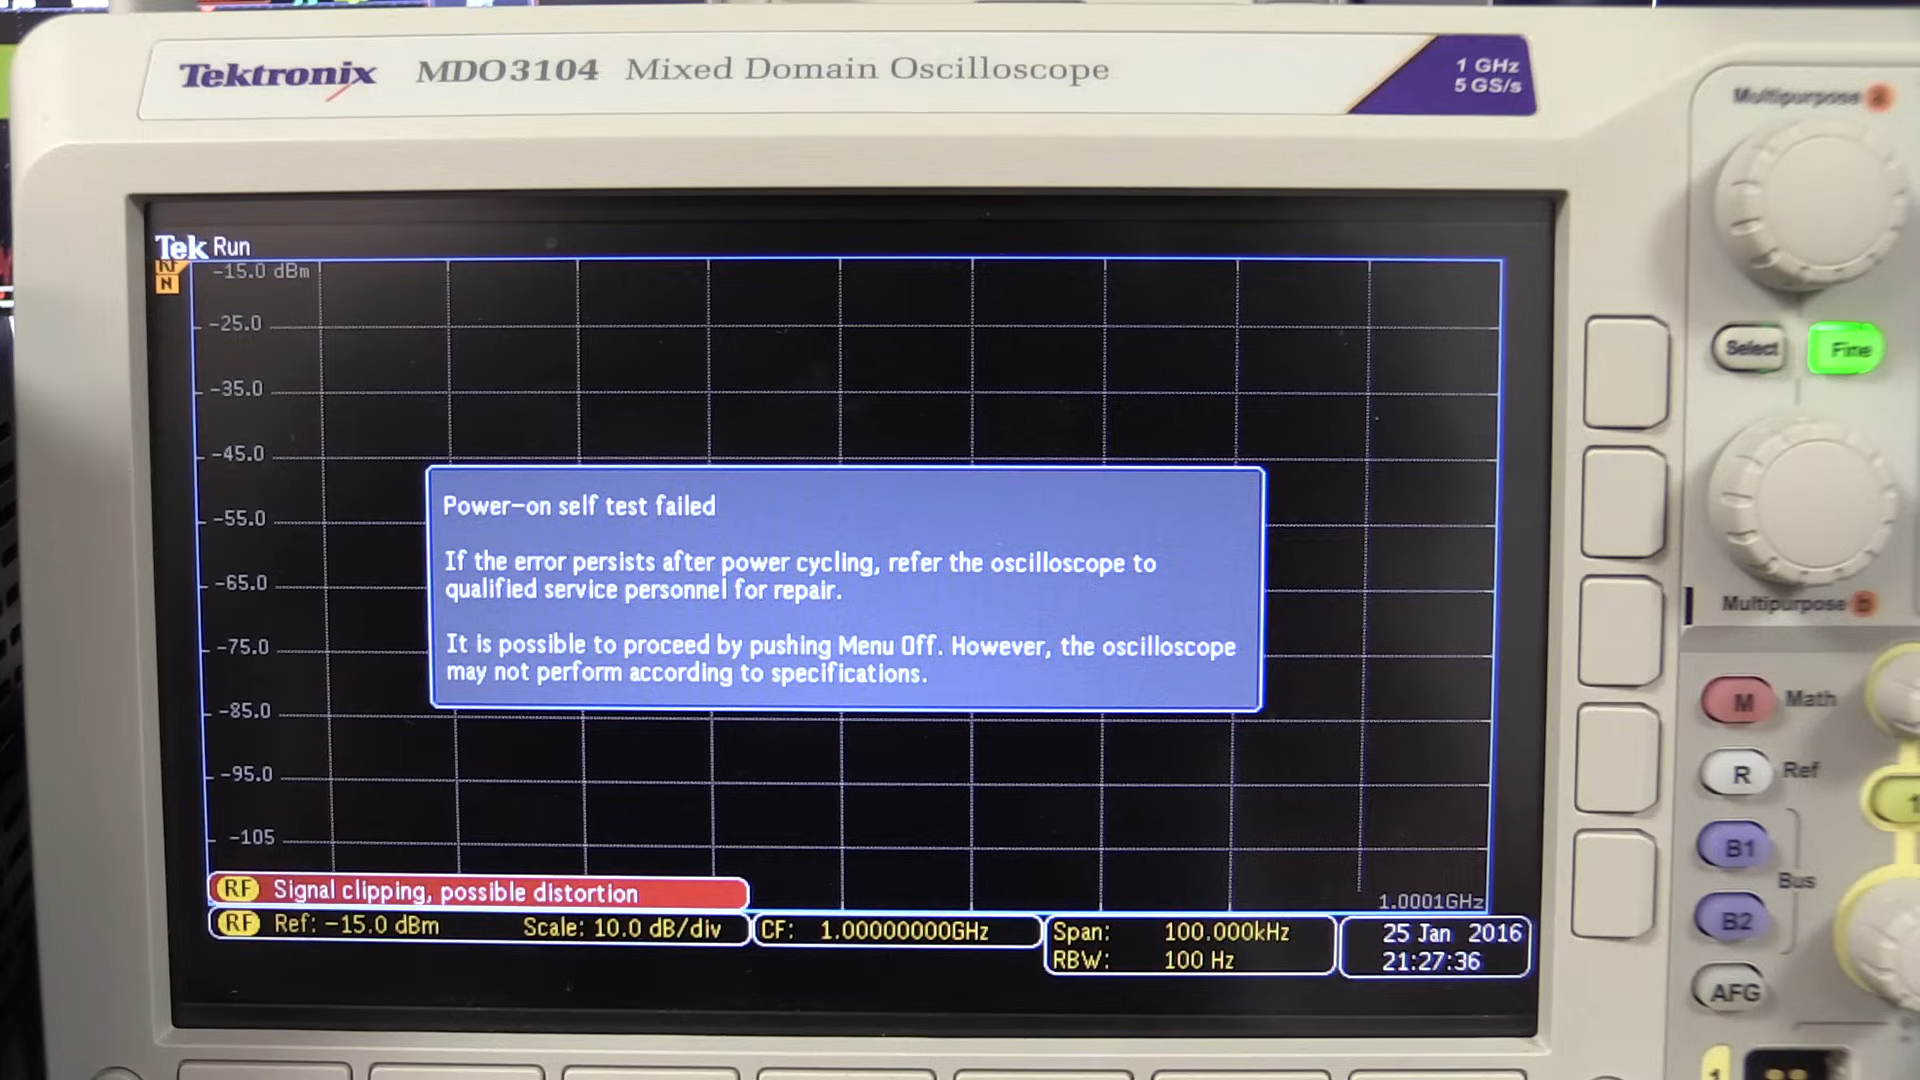 Tektronix MDO3104 Mixed Domain Oscilloscope
1 GHz
5 GS/s
Multipurpose a
Tek Run
RF
N
-15.0 dBm
-25.0
-35.0
-45.0
-55.0
-65.0
-75.0
-85.0
-95.0
-105
Power-on self test failed
If the error persists after power cycling, refer the oscilloscope to
qualified service personnel for repair.
It is possible to proceed by pushing Menu Off. However, the oscilloscope
may not perform according to specifications.
Select
Fine
Multipurpose b
M Math
R Ref
B1
Bus
B2
AFG
1
1
1.0001GHz
RF Signal clipping, possible distortion
RF Ref: -15.0 dBm Scale: 10.0 dB/div
CF: 1.00000000GHz
Span: 100.000kHz
RBW: 100 Hz
25 Jan 2016
21:27:36